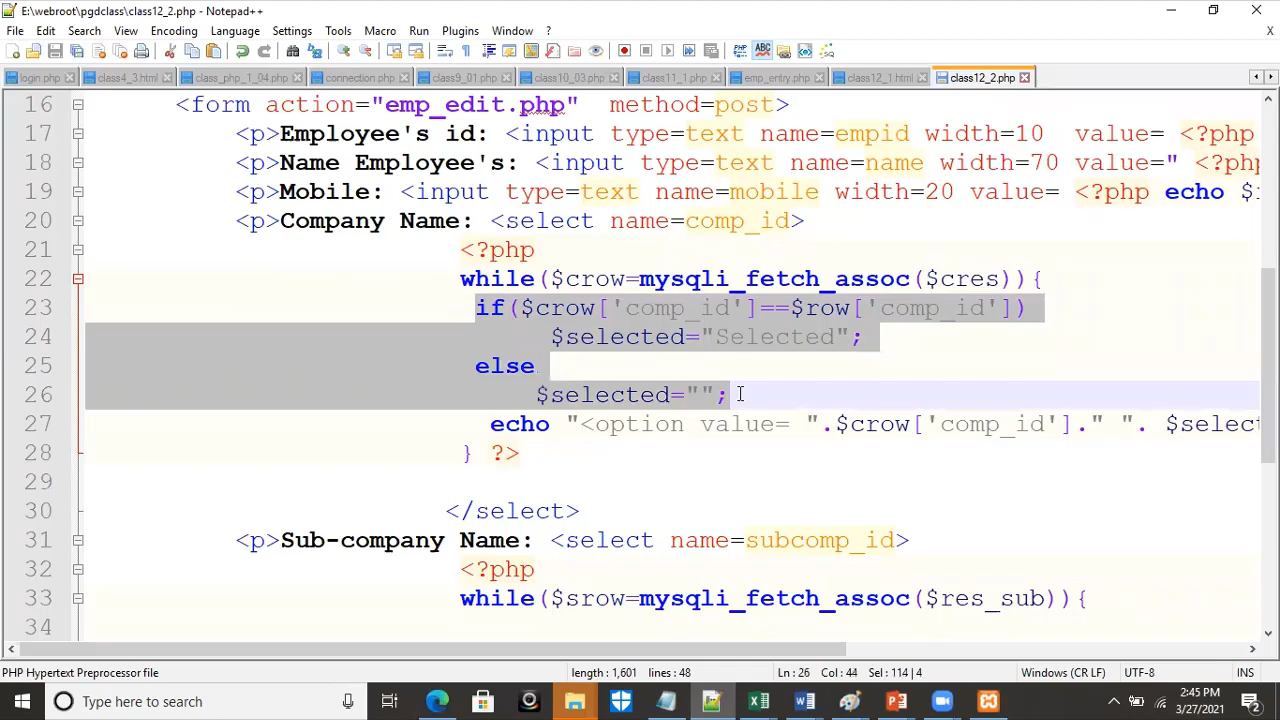 E:\webroot\pgdclass\class12_2.php - Notepad++
File Edit Search View Encoding Language Settings Tools Macro Run Plugins Window ?
X
login.php class4_3.html class_pnp_1_04.php connection.php class9_01.php class10_03.php class11_1.php emp_entry.php class12_1.html class12_2.php
16 <form action="emp_edit.php" method=post>
17 <p>Employee's id: <input type=text name=empid width=10 value= <?php
18 <p>Name Employee's: <input type=text name=name width=70 value=" <?php
19 <p>Mobile: <input type=text name=mobile width=20 value= <?php echo $
20 <p>Company Name: <select name=comp_id>
21 <?php
22 while($crow=mysqli_fetch_assoc($cres)){
23 if($crow['comp_id']==$row['comp_id'])
24 $selected="Selected";
25 else
26 $selected="";
27 echo "<option value= ".$crow['comp_id']." ". $select
28 } ?>
29
30 </select>
31 <p>Sub-company Name: <select name=subcomp_id>
32 <?php
33 while($srow=mysqli_fetch_assoc($res_sub)){
34
PHP Hypertext Preprocessor file length : 1,601 lines : 48 Ln : 26 Col : 44 Sel : 114 | 4 Windows (CR LF) UTF-8 INS
Type here to search
2:45 PM
3/27/2021
2